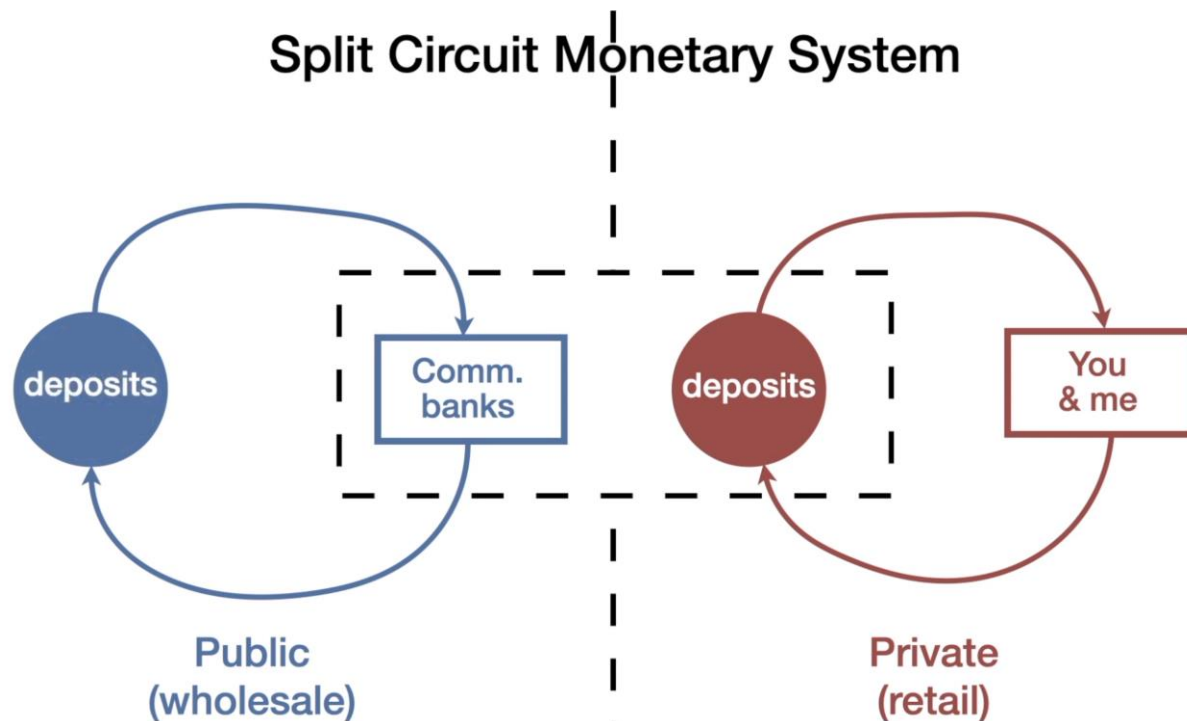 Split Circuit Monetary System
deposits
Comm.
banks
deposits
You
& me
Public
(wholesale)
Private
(retail)